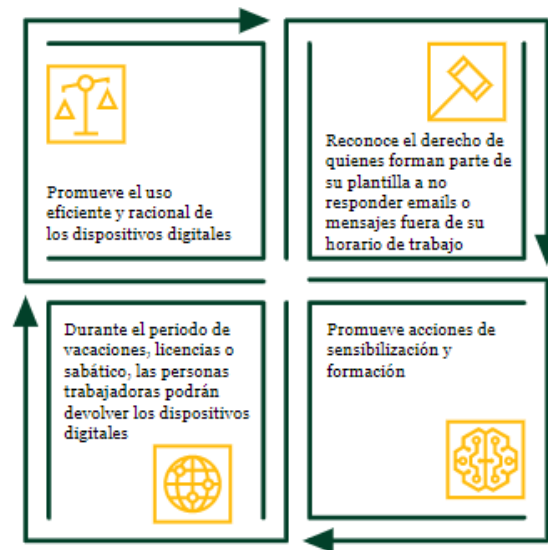 Promueve el uso
eficiente y racional de
los dispositivos digitales
Reconoce el derecho de
quienes forman parte de
su plantilla a no
responder emails o
mensajes fuera de su
horario de trabajo
Durante el periodo de
vacaciones, licencias o
sabático, las personas
trabajadoras podrán
devolver los dispositivos
digitales
Promueve acciones de
sensibilización y
formación